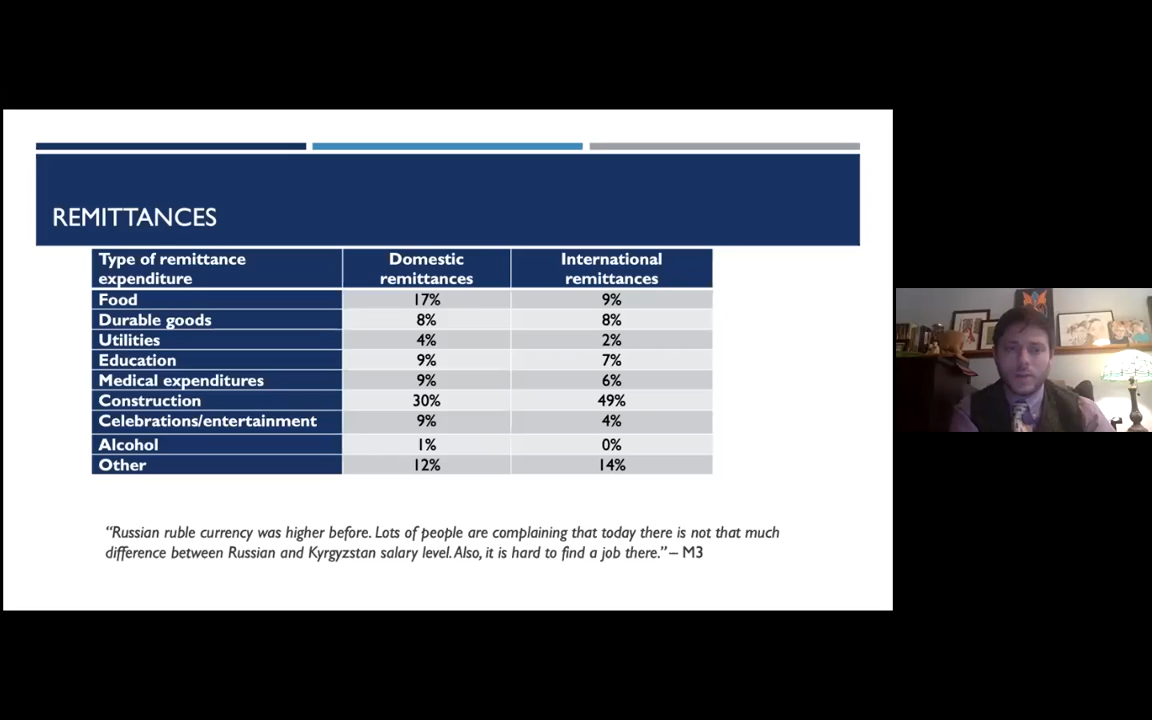 REMITTANCES
Type of remittance expenditure Domestic remittances International remittances
Food 17% 9%
Durable goods 8% 8%
Utilities 4% 2%
Education 9% 7%
Medical expenditures 9% 6%
Construction 30% 49%
Celebrations/entertainment 9% 4%
Alcohol 1% 0%
Other 12% 14%
“Russian ruble currency was higher before. Lots of people are complaining that today there is not that much
difference between Russian and Kyrgyzstan salary level. Also, it is hard to find a job there.” – M3